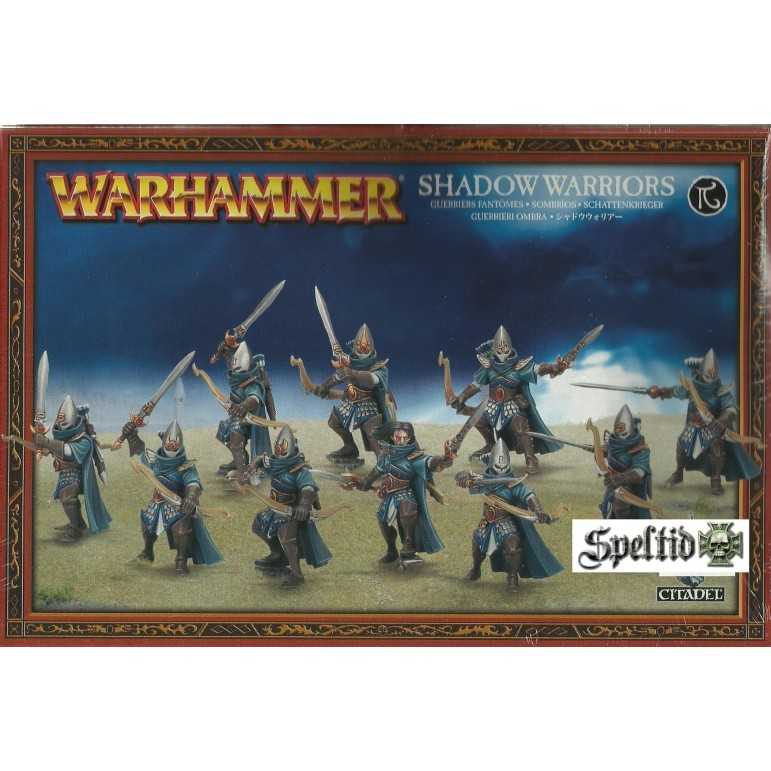 WARHAMMER®
SHADOW WARRIORS
GUERRIERS FANTÔMES • SOMBRÍOS • SCHATTENKRIEGER
GUERRIERI OMBRA • シャドウウォリアー
Speltid
CITADEL